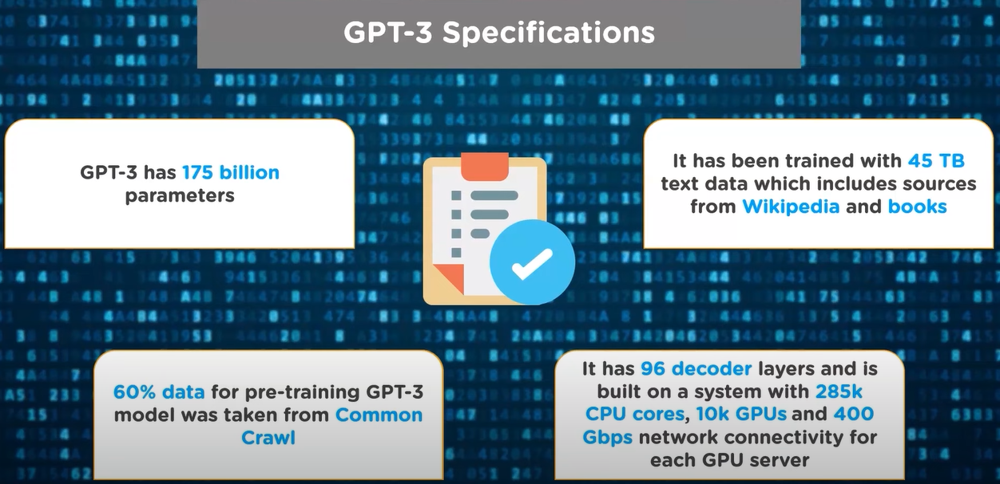 GPT-3 Specifications
GPT-3 has 175 billion
parameters
It has been trained with 45 TB
text data which includes sources
from Wikipedia and books
60% data for pre-training GPT-3
model was taken from Common
Crawl
It has 96 decoder layers and is
built on a system with 285k
CPU cores, 10k GPUs and 400
Gbps network connectivity for
each GPU server